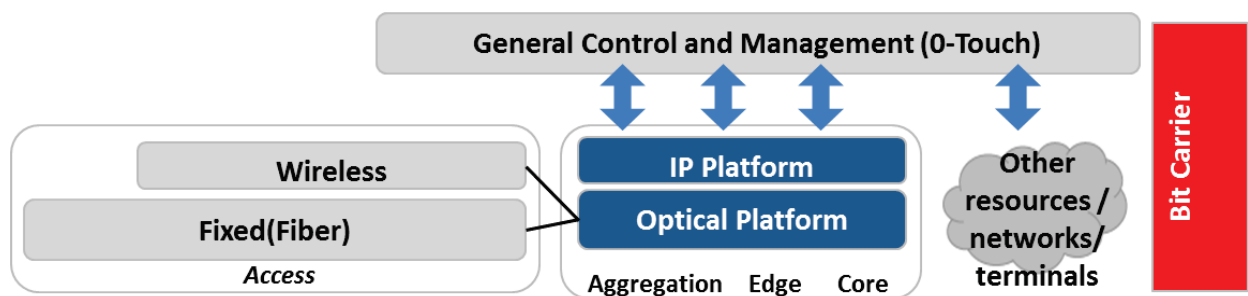 General Control and Management (0-Touch)
Wireless
Fixed(Fiber)
Access
IP Platform
Optical Platform
Aggregation Edge Core
Other
resources /
networks/
terminals
Bit Carrier